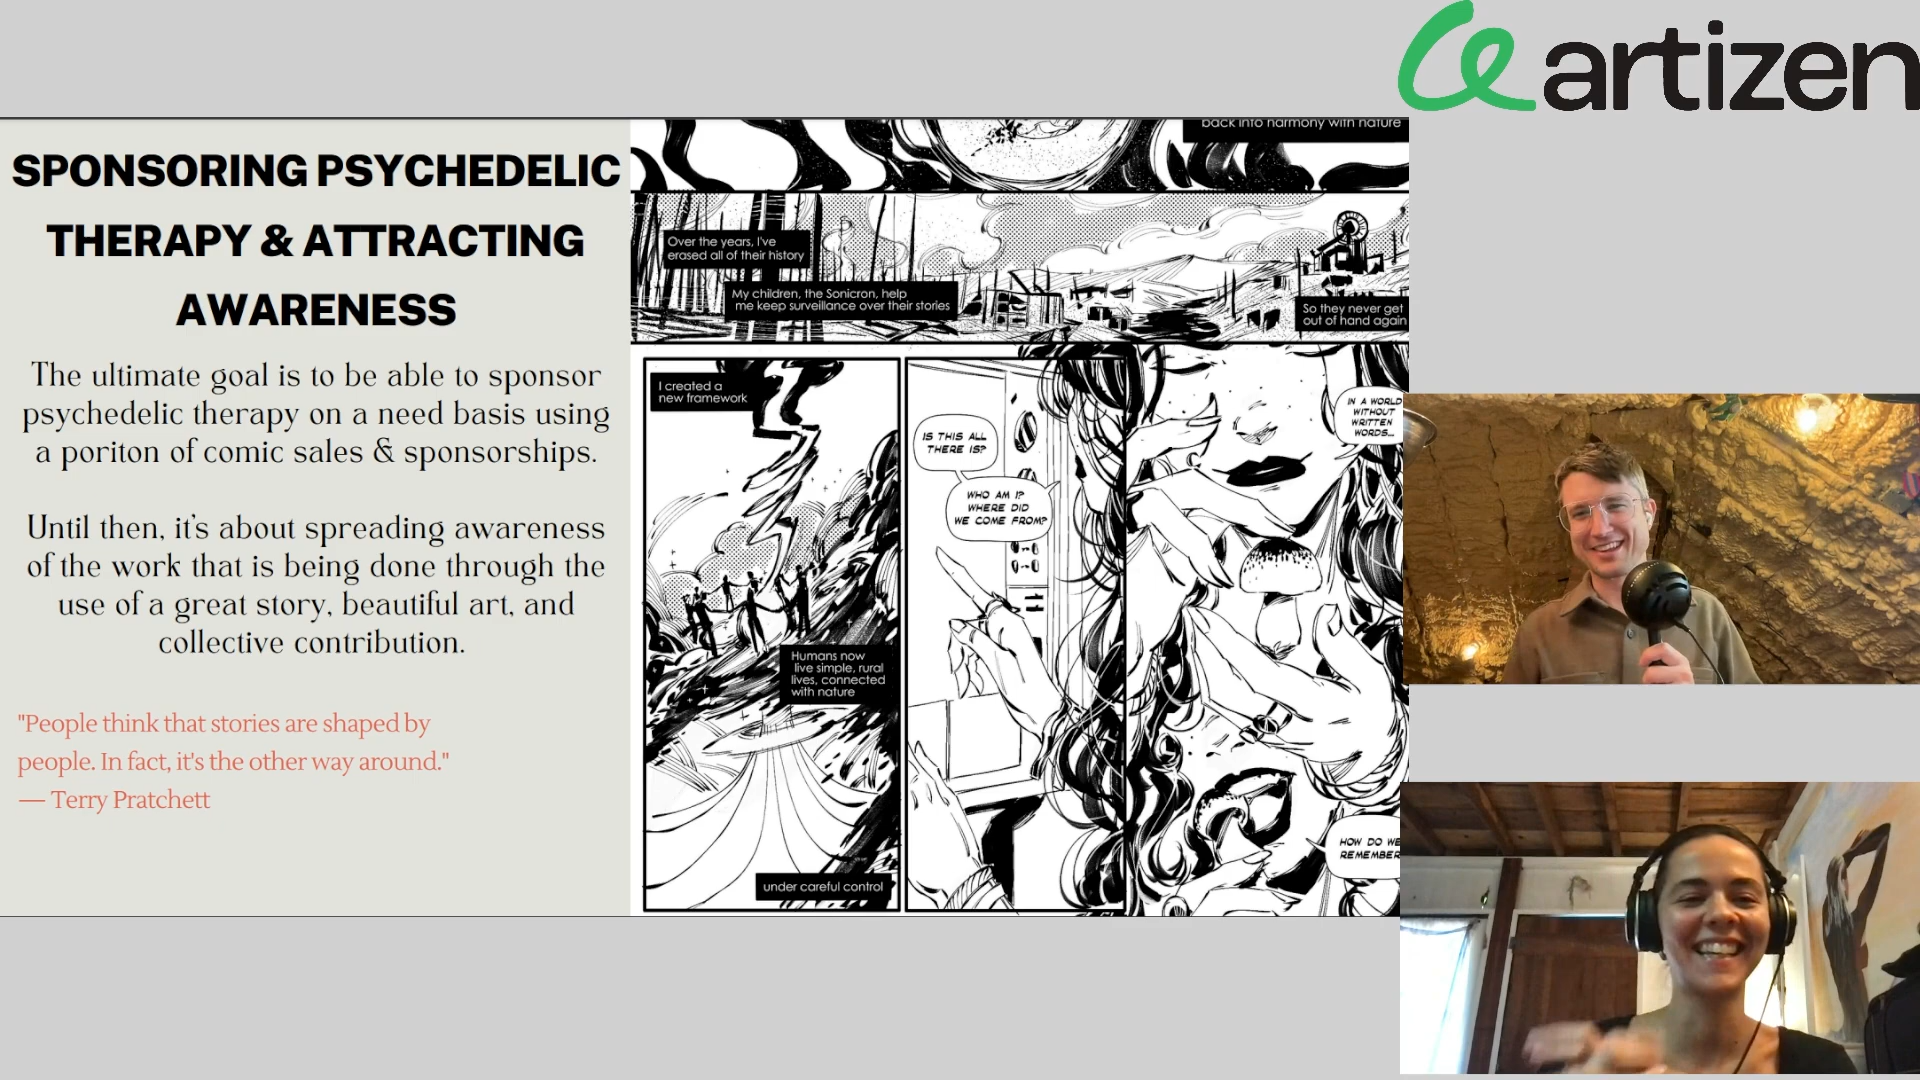 artizen
SPONSORING PSYCHEDELIC
THERAPY & ATTRACTING
AWARENESS
The ultimate goal is to be able to sponsor
psychedelic therapy on a need basis using
a poriton of comic sales & sponsorships.
Until then, it's about spreading awareness
of the work that is being done through the
use of a great story, beautiful art, and
collective contribution.
"People think that stories are shaped by
people. In fact, it's the other way around."
— Terry Pratchett
back into harmony with nature
Over the years, I've
erased all of their history
My children, the Sonicron, help
me keep surveillance over their stories
So they never get
out of hand again
I created a
new framework
Humans now
live simple, rural
lives, connected
with nature
under careful control
IS THIS ALL
THERE IS?
WHO AM I?
WHERE DID
WE COME FROM?
IN A WORLD
WITHOUT
WRITTEN
WORDS...
HOW DO WE
REMEMBER